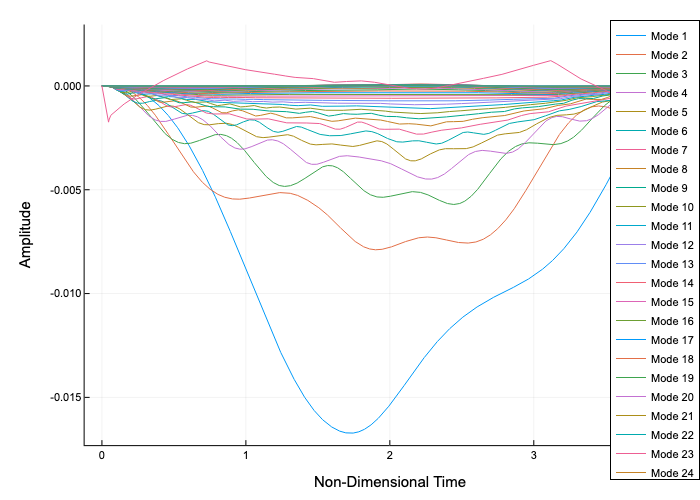 0.000
-0.005
-0.010
-0.015
Amplitude
0
1
2
3
Non-Dimensional Time
Mode 1
Mode 2
Mode 3
Mode 4
Mode 5
Mode 6
Mode 7
Mode 8
Mode 9
Mode 10
Mode 11
Mode 12
Mode 13
Mode 14
Mode 15
Mode 16
Mode 17
Mode 18
Mode 19
Mode 20
Mode 21
Mode 22
Mode 23
Mode 24